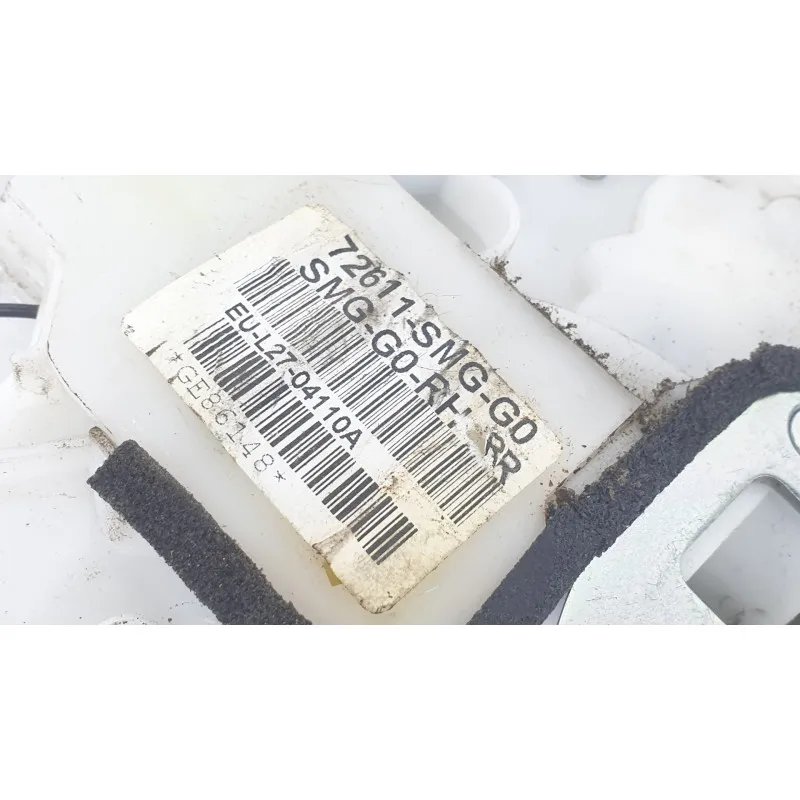 72611-SMG-G0
SMG-G0-RH RR
EU-L27-04110A
*GE86148*